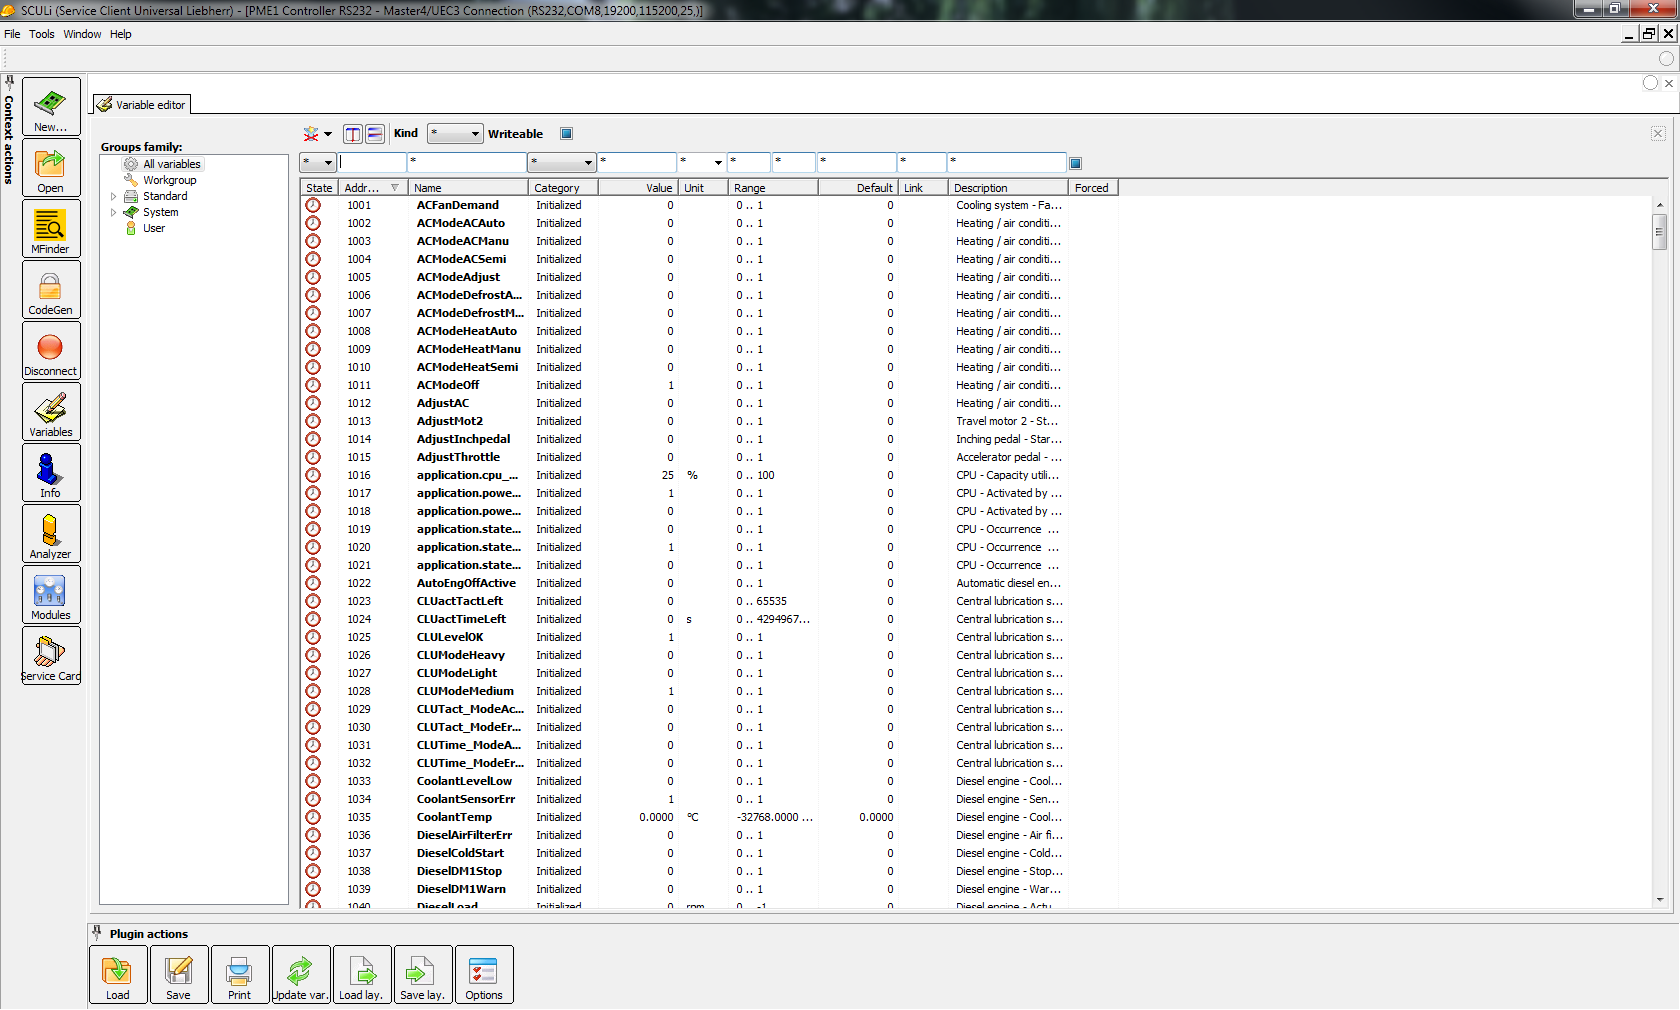 SCULi (Service Client Universal Liebherr) - [PME1 Controller RS232 - Master4/UEC3 Connection (RS232,COM8,19200,115200,25,)]
File Tools Window Help
Context actions
New...
Open
MFinder
CodeGen
Disconnect
Variables
Info
Analyzer
Modules
Service Card
Variable editor
Groups family:
All variables
Workgroup
Standard
System
User
Kind * Writeable
* * * * * * * * * *
State Addr... Name Category Value Unit Range Default Link Description Forced
1001 ACFanDemand Initialized 0 0 .. 1 0 Cooling system - Fa...
1002 ACModeACAuto Initialized 0 0 .. 1 0 Heating / air conditi...
1003 ACModeACManu Initialized 0 0 .. 1 0 Heating / air conditi...
1004 ACModeACSemi Initialized 0 0 .. 1 0 Heating / air conditi...
1005 ACModeAdjust Initialized 0 0 .. 1 0 Heating / air conditi...
1006 ACModeDefrostA... Initialized 0 0 .. 1 0 Heating / air conditi...
1007 ACModeDefrostM... Initialized 0 0 .. 1 0 Heating / air conditi...
1008 ACModeHeatAuto Initialized 0 0 .. 1 0 Heating / air conditi...
1009 ACModeHeatManu Initialized 0 0 .. 1 0 Heating / air conditi...
1010 ACModeHeatSemi Initialized 0 0 .. 1 0 Heating / air conditi...
1011 ACModeOff Initialized 1 0 .. 1 0 Heating / air conditi...
1012 AdjustAC Initialized 0 0 .. 1 0 Heating / air conditi...
1013 AdjustMot2 Initialized 0 0 .. 1 0 Travel motor 2 - St...
1014 AdjustInchpedal Initialized 0 0 .. 1 0 Inching pedal - Star...
1015 AdjustThrottle Initialized 0 0 .. 1 0 Accelerator pedal - ...
1016 application.cpu_... Initialized 25 % 0 .. 100 0 CPU - Capacity utili...
1017 application.powe... Initialized 1 0 .. 1 0 CPU - Activated by ...
1018 application.powe... Initialized 0 0 .. 1 0 CPU - Activated by ...
1019 application.state... Initialized 0 0 .. 1 0 CPU - Occurrence ...
1020 application.state... Initialized 1 0 .. 1 0 CPU - Occurrence ...
1021 application.state... Initialized 0 0 .. 1 0 CPU - Occurrence ...
1022 AutoEngOffActive Initialized 0 0 .. 1 0 Automatic diesel en...
1023 CLUactTactLeft Initialized 0 0 .. 65535 0 Central lubrication s...
1024 CLUactTimeLeft Initialized 0 s 0 .. 4294967... 0 Central lubrication s...
1025 CLULevelOK Initialized 1 0 .. 1 0 Central lubrication s...
1026 CLUModeHeavy Initialized 0 0 .. 1 0 Central lubrication s...
1027 CLUModeLight Initialized 0 0 .. 1 0 Central lubrication s...
1028 CLUModeMedium Initialized 1 0 .. 1 0 Central lubrication s...
1029 CLUTact_ModeAc... Initialized 0 0 .. 1 0 Central lubrication s...
1030 CLUTact_ModeEr... Initialized 0 0 .. 1 0 Central lubrication s...
1031 CLUTime_ModeA... Initialized 0 0 .. 1 0 Central lubrication s...
1032 CLUTime_ModeEr... Initialized 0 0 .. 1 0 Central lubrication s...
1033 CoolantLevelLow Initialized 0 0 .. 1 0 Diesel engine - Cool...
1034 CoolantSensorErr Initialized 1 0 .. 1 0 Diesel engine - Sen...
1035 CoolantTemp Initialized 0.0000 °C -32768.0000 ... 0.0000 Diesel engine - Cool...
1036 DieselAirFilterErr Initialized 0 0 .. 1 0 Diesel engine - Air fi...
1037 DieselColdStart Initialized 0 0 .. 1 0 Diesel engine - Cold...
1038 DieselDM1Stop Initialized 0 0 .. 1 0 Diesel engine - Stop...
1039 DieselDM1Warn Initialized 0 0 .. 1 0 Diesel engine - War...
1040 DieselLoad Initialized 0 rpm 0 .. -1 0 Diesel engine - Actu...
Plugin actions
Load
Save
Print
Update var.
Load lay.
Save lay.
Options